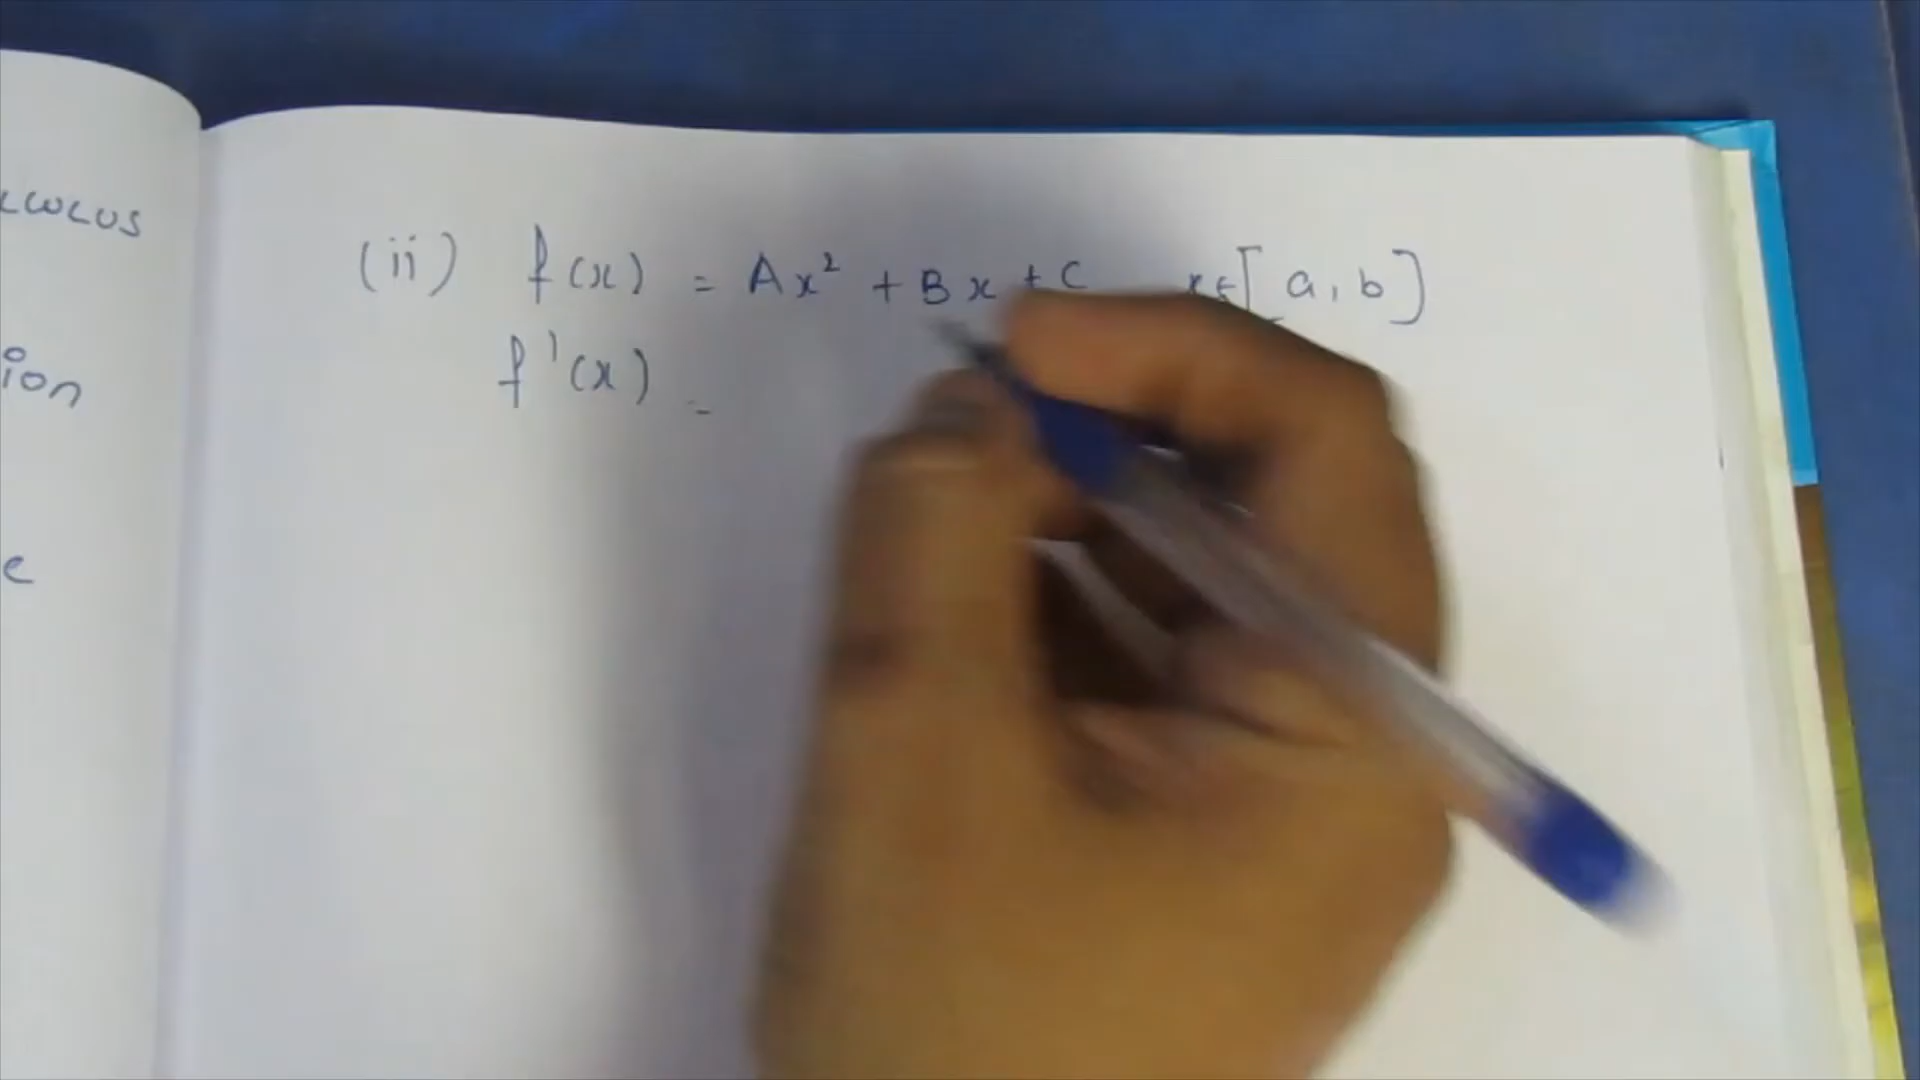 LCULUS
ion
e
(ii) f(x) = Ax² + Bx + C x ∈ [a, b]
f'(x) =